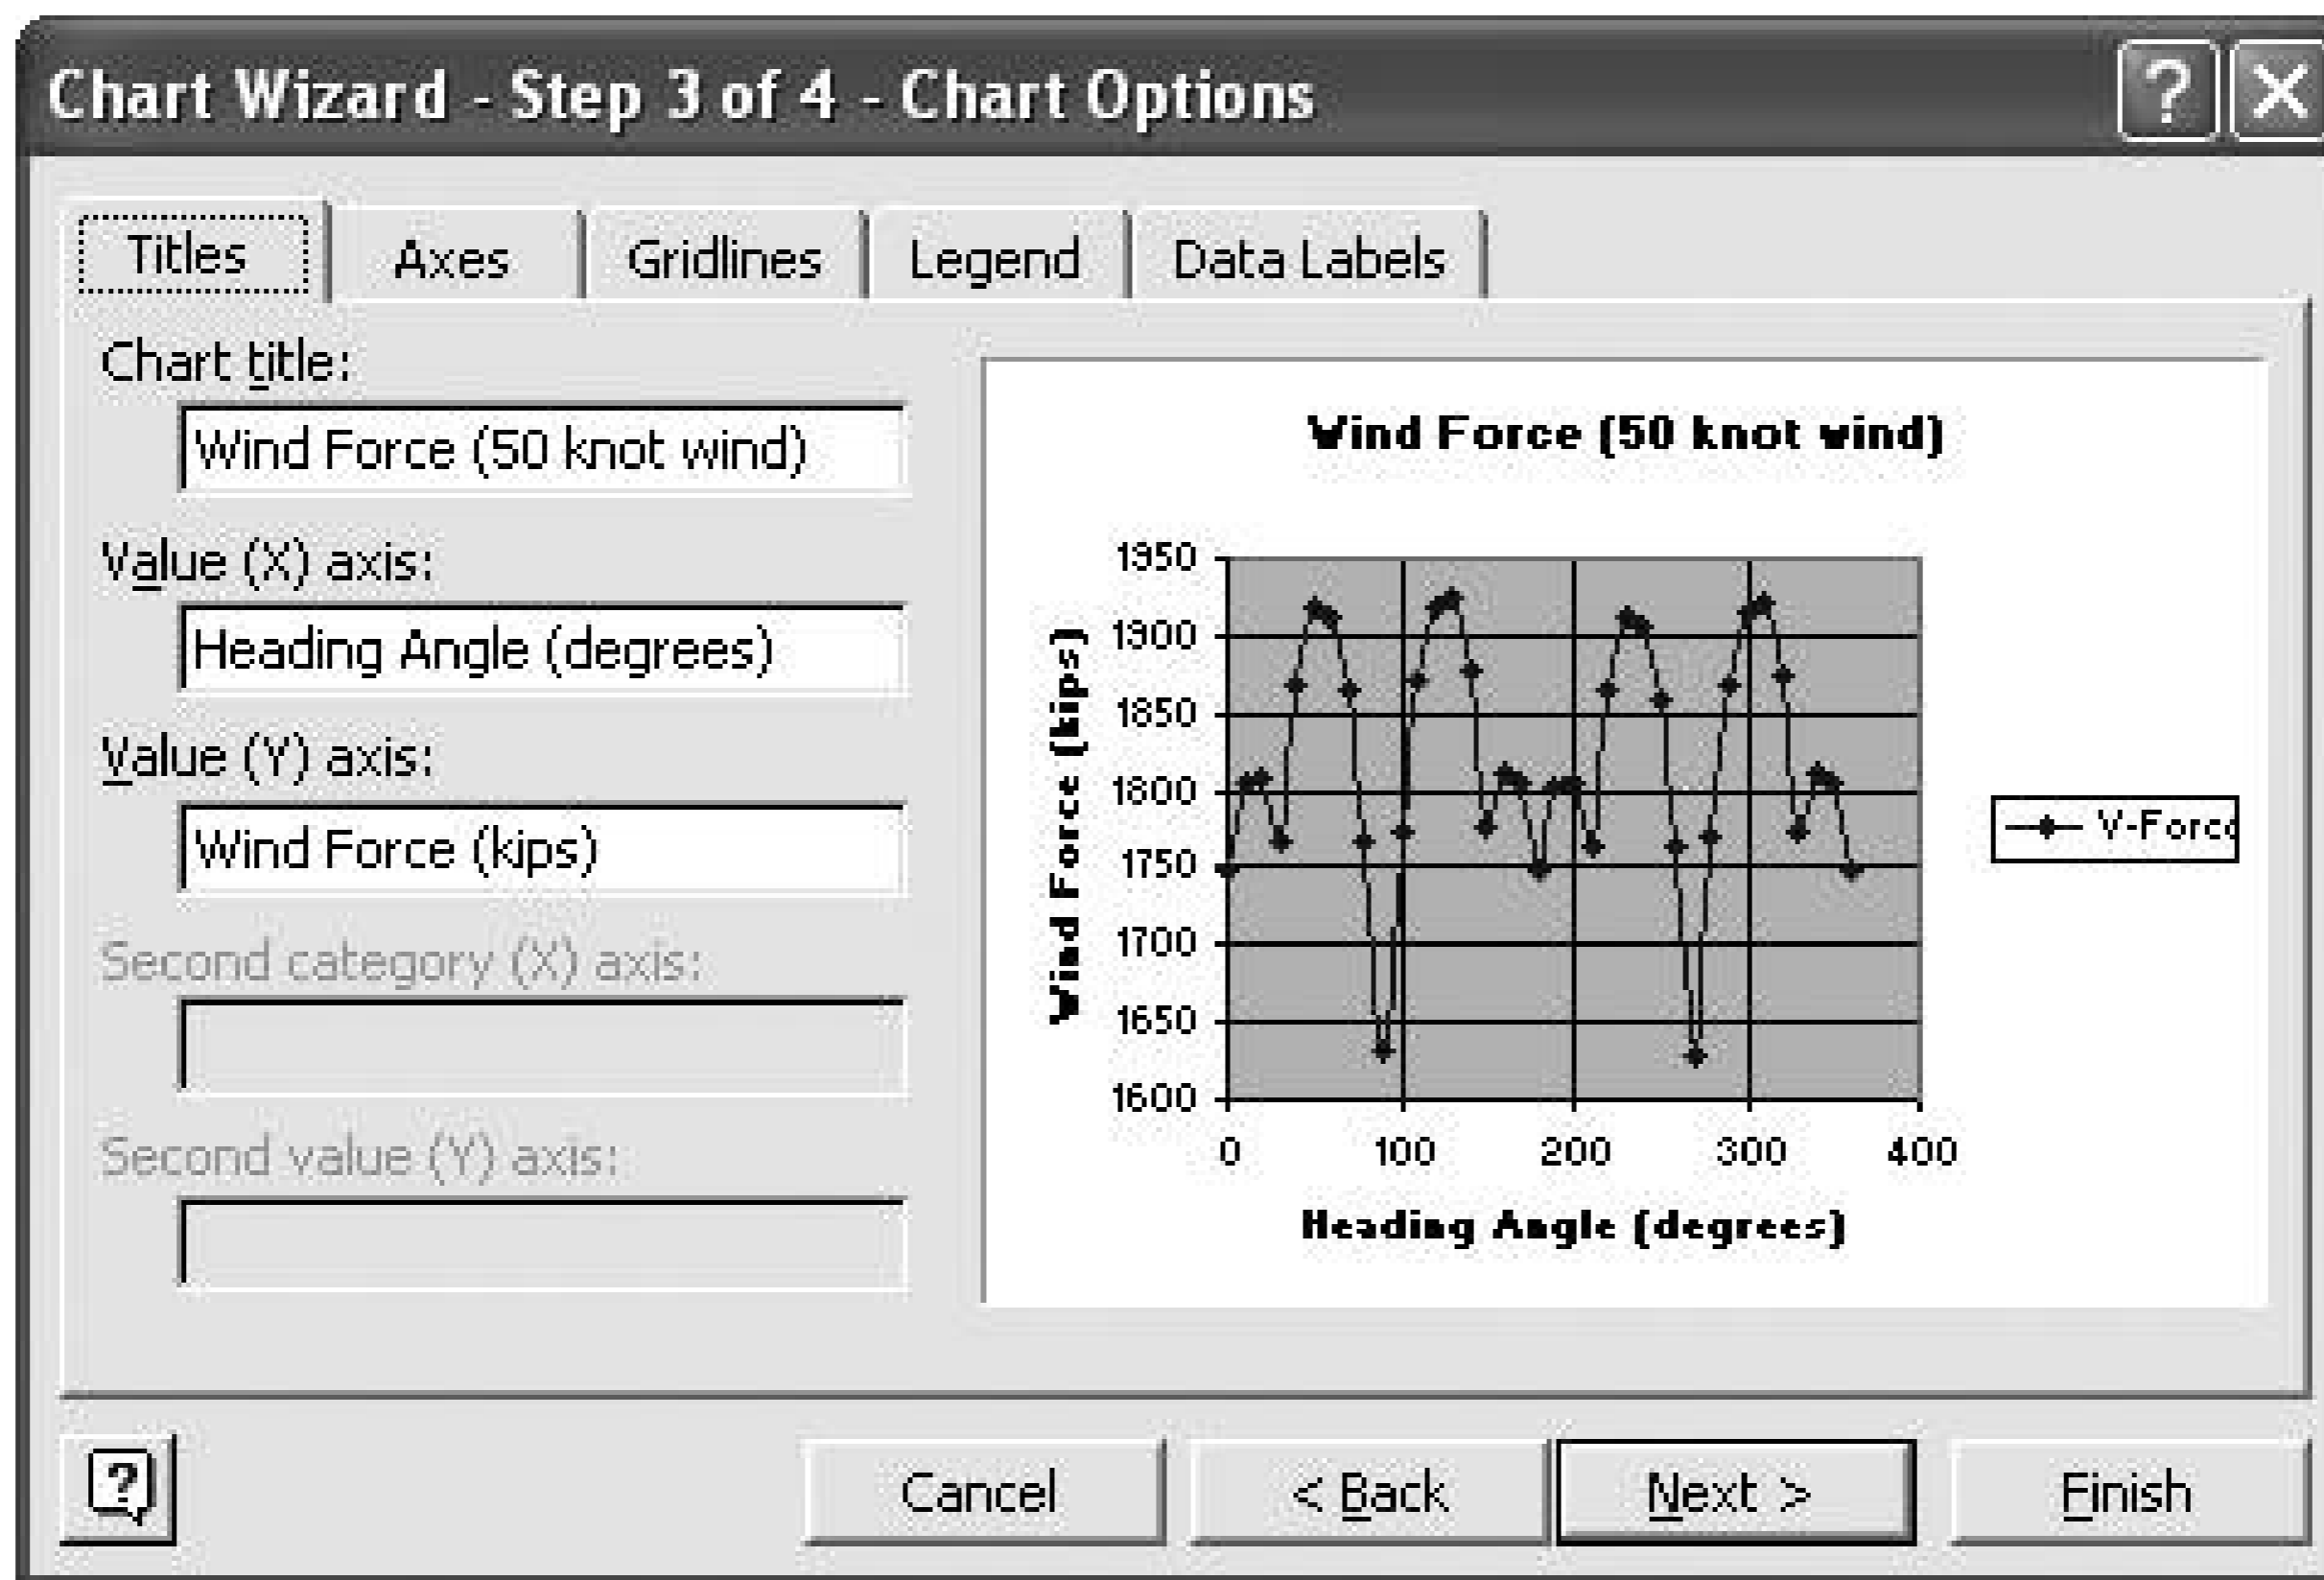 Chart Wizard - Step 3 of 4 - Chart Options
Titles
Axes
Gridlines
Legend
Data Labels
Chart title:
Wind Force (50 knot wind)
Value (X) axis:
Heading Angle (degrees)
Value (Y) axis:
Wind Force (kips)
Second category (X) axis:
Second value (Y) axis:
Wind Force (50 knot wind)
Wind Force (kips)
1950
1900
1850
1800
1750
1700
1650
1600
0 100 200 300 400
Heading Angle (degrees)
V-Force
Cancel
< Back
Next >
Finish